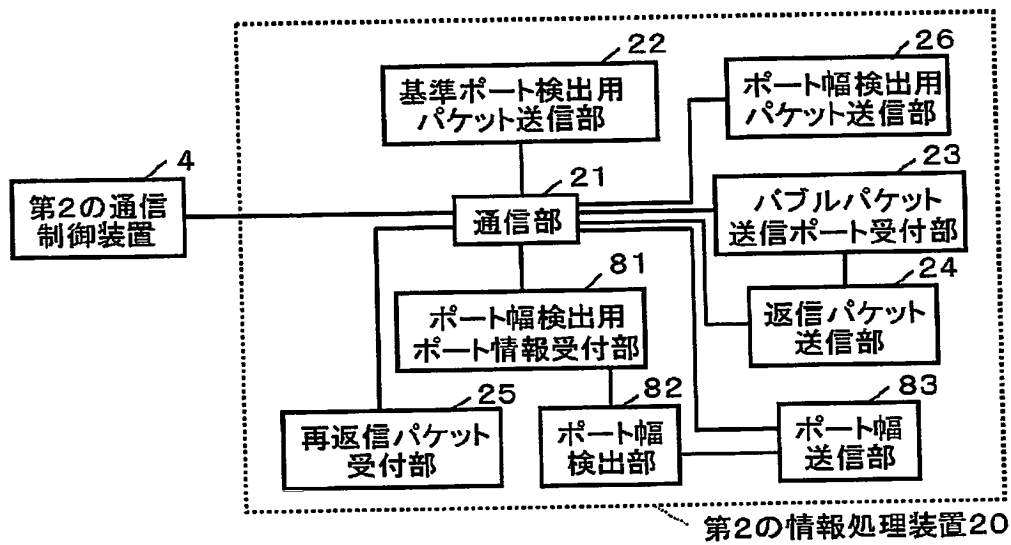 22
基準ポート検出用
パケット送信部
26
ポート幅検出用
パケット送信部
4
第2の通信
制御装置
21
通信部
23
バブルパケット
送信ポート受付部
81
ポート幅検出用
ポート情報受付部
24
返信パケット
送信部
25
再返信パケット
受付部
82
ポート幅
検出部
83
ポート幅
送信部
第2の情報処理装置20